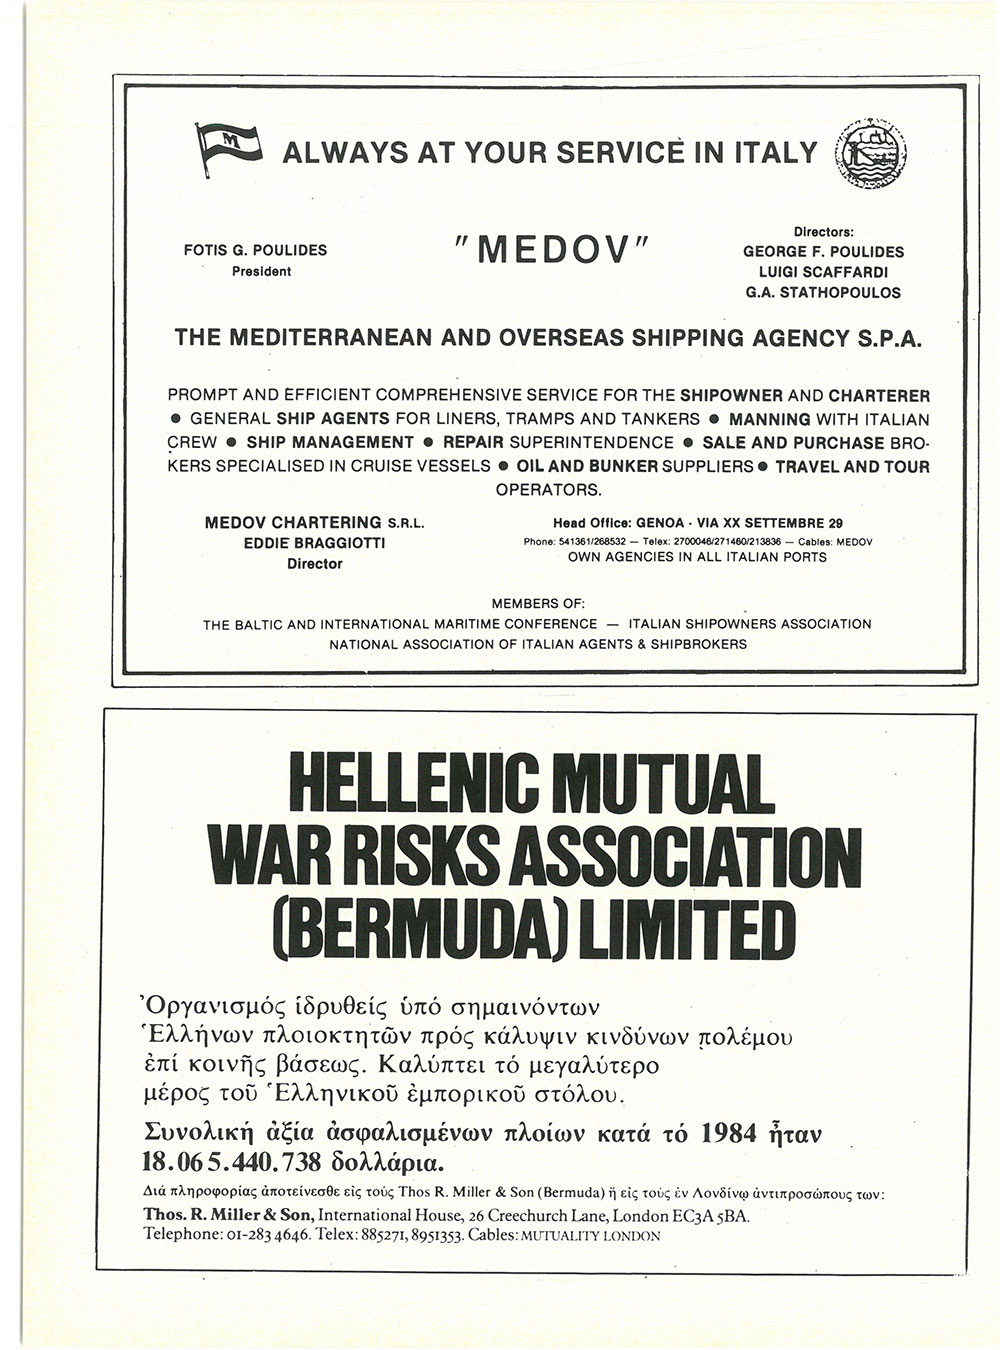 M
ALWAYS AT YOUR SERVICE IN ITALY
FOTIS G. POULIDES
President
"MEDOV"
Directors:
GEORGE F. POULIDES
LUIGI SCAFFARDI
G.A. STATHOPOULOS
THE MEDITERRANEAN AND OVERSEAS SHIPPING AGENCY S.P.A.
PROMPT AND EFFICIENT COMPREHENSIVE SERVICE FOR THE SHIPOWNER AND CHARTERER
● GENERAL SHIP AGENTS FOR LINERS, TRAMPS AND TANKERS ● MANNING WITH ITALIAN
CREW ● SHIP MANAGEMENT ● REPAIR SUPERINTENDENCE ● SALE AND PURCHASE BRO-
KERS SPECIALISED IN CRUISE VESSELS ● OIL AND BUNKER SUPPLIERS ● TRAVEL AND TOUR
OPERATORS.
MEDOV CHARTERING S.R.L.
EDDIE BRAGGIOTTI
Director
Head Office: GENOA - VIA XX SETTEMBRE 29
Phone: 541361/268532 — Telex: 2700046/271460/213836 — Cables: MEDOV
OWN AGENCIES IN ALL ITALIAN PORTS
MEMBERS OF:
THE BALTIC AND INTERNATIONAL MARITIME CONFERENCE — ITALIAN SHIPOWNERS ASSOCIATION
NATIONAL ASSOCIATION OF ITALIAN AGENTS & SHIPBROKERS
HELLENIC MUTUAL
WAR RISKS ASSOCIATION
(BERMUDA) LIMITED
Ὀργανισμός ἱδρυθείς ὑπό σημαινόντων
Ἑλλήνων πλοιοκτητῶν πρός κάλυψιν κινδύνων πολέμου
ἐπί κοινῆς βάσεως. Καλύπτει τό μεγαλύτερο
μέρος τοῦ Ἑλληνικοῦ ἐμπορικοῦ στόλου.
Συνολική ἀξία ἀσφαλισμένων πλοίων κατά τό 1984 ἦταν
18.065.440.738 δολλάρια.
Διά πληροφορίας ἀποτείνεσθε εἰς τούς Thos R. Miller & Son (Bermuda) ἤ εἰς τούς ἐν Λονδίνῳ ἀντιπροσώπους των:
Thos. R. Miller & Son, International House, 26 Creechurch Lane, London EC3A 5BA.
Telephone: 01-283 4646. Telex: 885271, 8951353. Cables: MUTUALITY LONDON